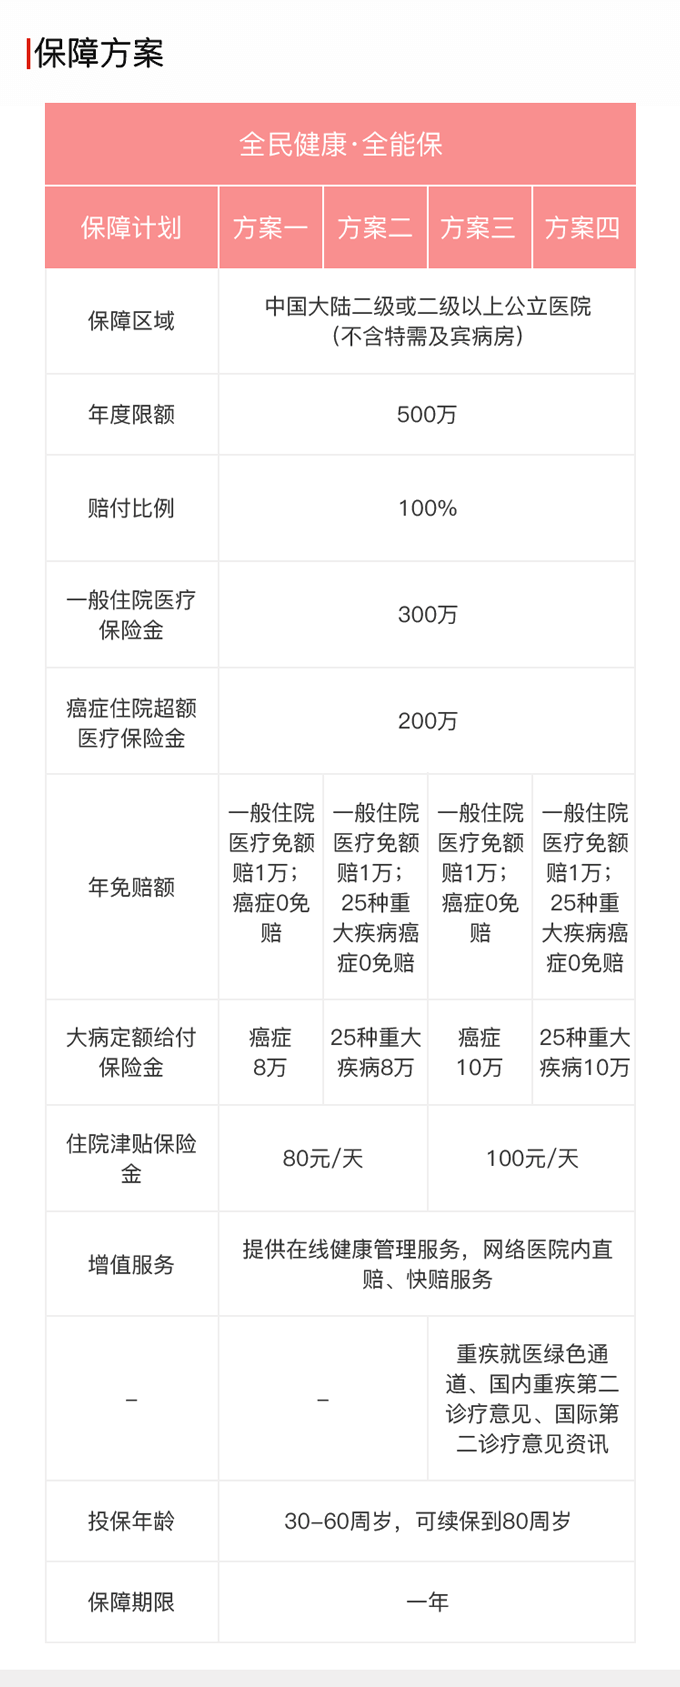 保障方案
全民健康·全能保
保障计划
方案一
方案二
方案三
方案四
保障区域
中国大陆二级或二级以上公立医院
（不含特需及宾病房）
年度限额
500万
赔付比例
100%
一般住院医疗
保险金
300万
癌症住院超额
医疗保险金
200万
年免赔额
一般住院
医疗免额
赔1万；
癌症0免
赔
一般住院
医疗免额
赔1万；
25种重
大疾病癌
症0免赔
一般住院
医疗免额
赔1万；
癌症0免
赔
一般住院
医疗免额
赔1万；
25种重
大疾病癌
症0免赔
大病定额给付
保险金
癌症
8万
25种重大
疾病8万
癌症
10万
25种重大
疾病10万
住院津贴保险
金
80元/天
100元/天
增值服务
提供在线健康管理服务，网络医院内直
赔、快赔服务
–
–
重疾就医绿色通
道、国内重疾第二
诊疗意见、国际第
二诊疗意见资讯
投保年龄
30–60周岁，可续保到80周岁
保障期限
一年